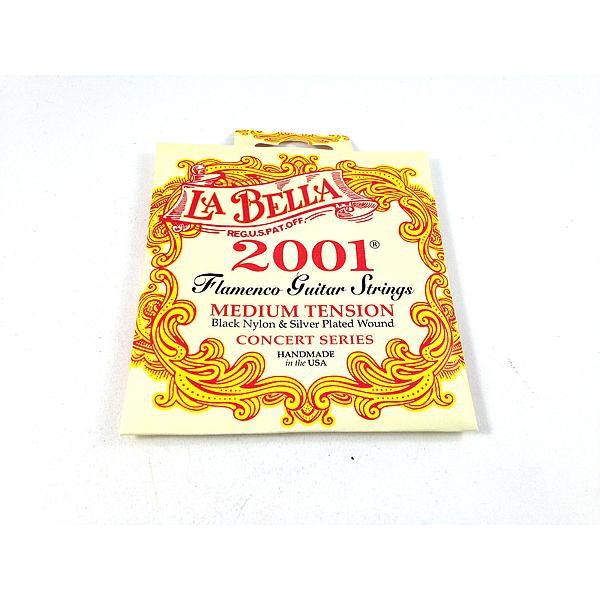 LA BELLA
REG.U.S.PAT.OFF.
2001®
Flamenco Guitar Strings
MEDIUM TENSION
Black Nylon & Silver Plated Wound
CONCERT SERIES
HANDMADE
in the USA